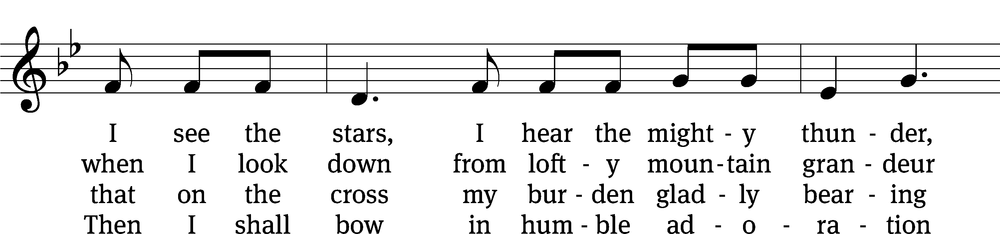 I see the stars, I hear the might - y thun - der,
when I look down from loft - y moun - tain gran - deur
that on the cross my bur - den glad - ly bear - ing
Then I shall bow in hum - ble ad - o - ra - tion